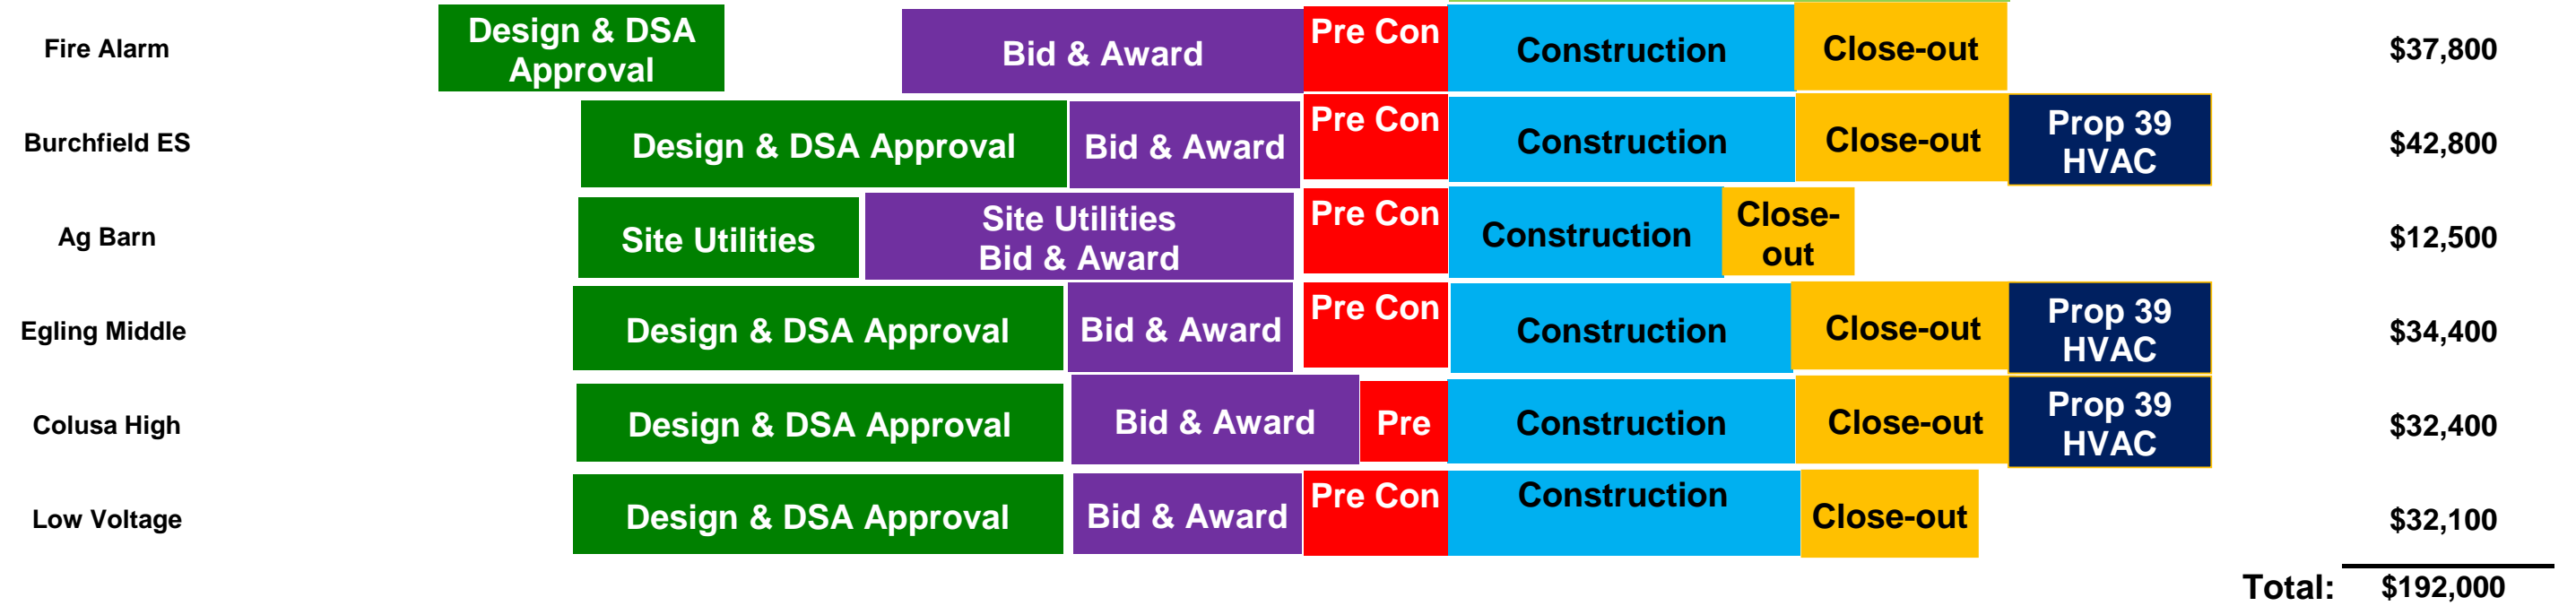 Fire Alarm
Design & DSA
Approval
Bid & Award
Pre Con
Construction
Close-out
$37,800
Burchfield ES
Design & DSA Approval
Bid & Award
Pre Con
Construction
Close-out
Prop 39
HVAC
$42,800
Ag Barn
Site Utilities
Site Utilities
Bid & Award
Pre Con
Construction
Close-
out
$12,500
Egling Middle
Design & DSA Approval
Bid & Award
Pre Con
Construction
Close-out
Prop 39
HVAC
$34,400
Colusa High
Design & DSA Approval
Bid & Award
Pre
Construction
Close-out
Prop 39
HVAC
$32,400
Low Voltage
Design & DSA Approval
Bid & Award
Pre Con
Construction
Close-out
$32,100
Total: $192,000